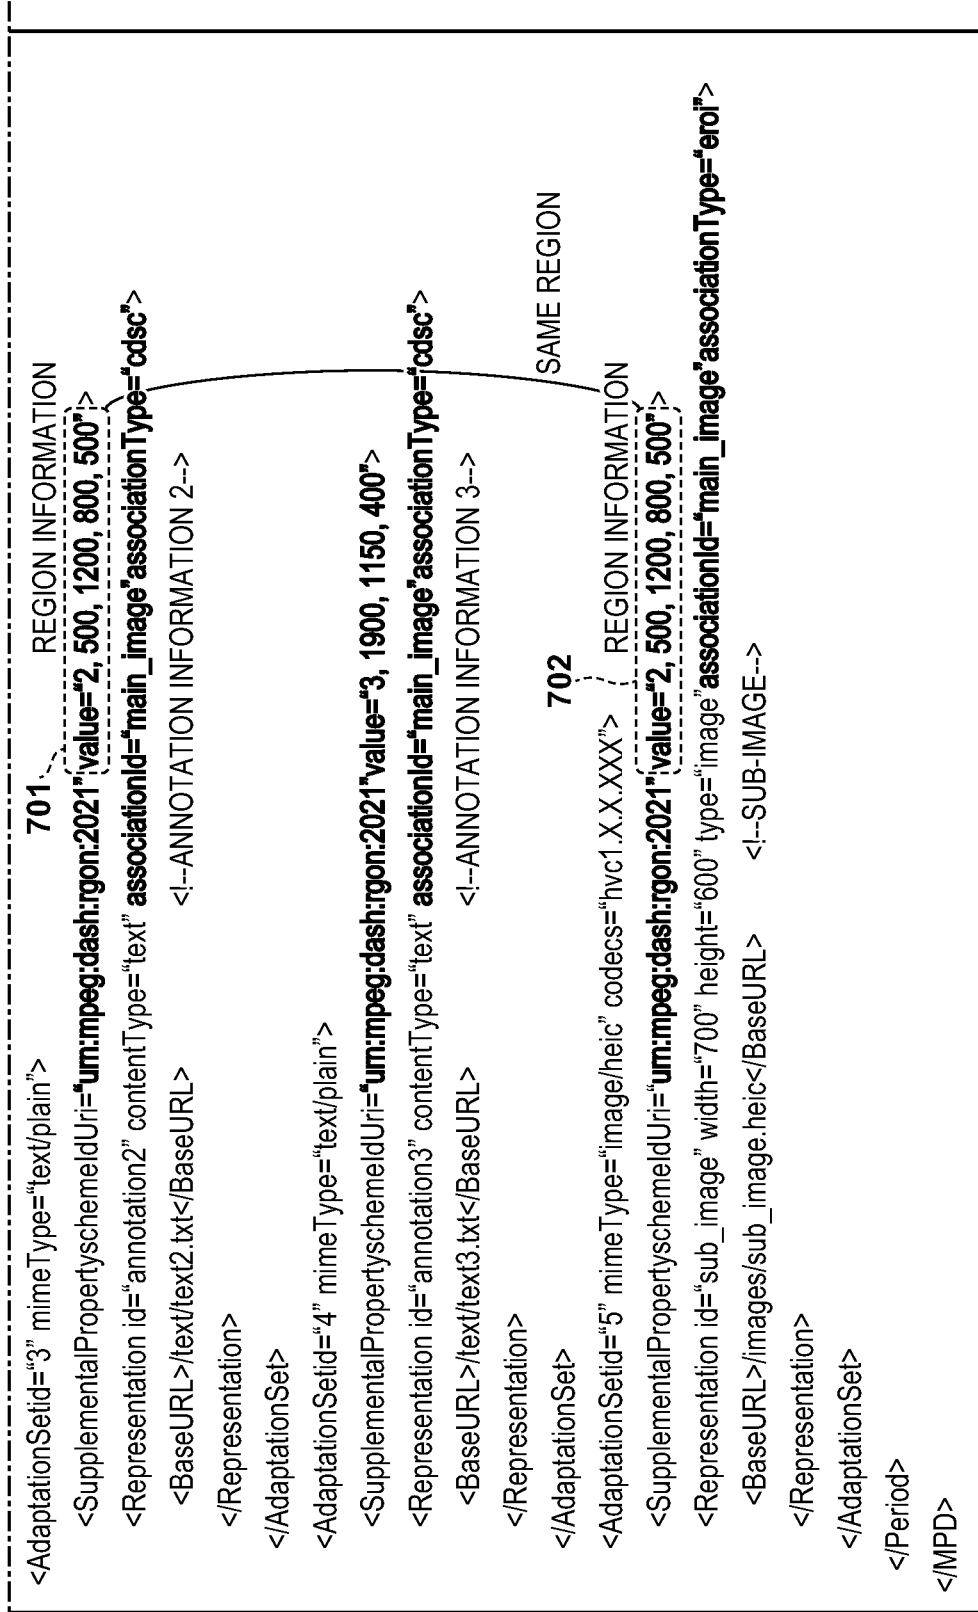 <AdaptationSetid=“3” mimeType=“text/plain”>
701
REGION INFORMATION
<SupplementalPropertyschemeIdUri=“urn:mpeg:dash:rgon:2021”value=“2, 500, 1200, 800, 500”>
<Representation id=“annotation2” contentType=“text” associationId=“main_image”associationType=“cdsc”>
<BaseURL>/text/text2.txt</BaseURL> <!--ANNOTATION INFORMATION 2-->
</Representation>
</AdaptationSet>
<AdaptationSetid=“4” mimeType=“text/plain”>
<SupplementalPropertyschemeIdUri=“urn:mpeg:dash:rgon:2021”value=“3, 1900, 1150, 400”>
<Representation id=“annotation3” contentType=“text” associationId=“main_image”associationType=“cdsc”>
<BaseURL>/text/text3.txt</BaseURL> <!--ANNOTATION INFORMATION 3-->
</Representation>
SAME REGION
</AdaptationSet>
702
<AdaptationSetid=“5” mimeType=“image/heic” codecs=“hvc1.X.X.XXX”> REGION INFORMATION
<SupplementalPropertyschemeIdUri=“urn:mpeg:dash:rgon:2021”value=“2, 500, 1200, 800, 500”>
<Representation id=“sub_image” width=“700” height=“600” type=“image”associationId=“main_image”associationType=“eroi”>
<BaseURL>/images/sub_image.heic</BaseURL> <!--SUB-IMAGE-->
</Representation>
</AdaptationSet>
</Period>
</MPD>